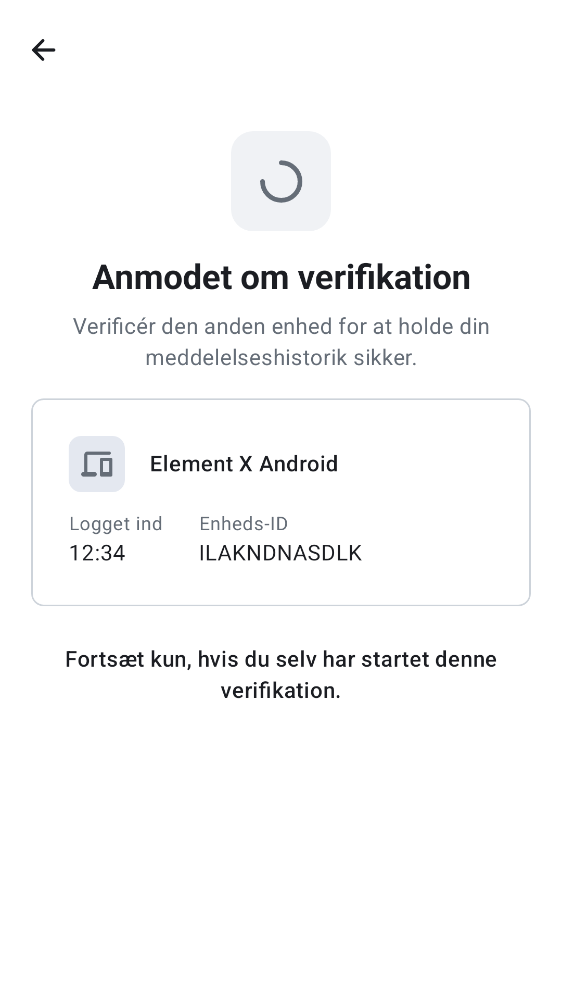 Anmodet om verifikation
Verificér den anden enhed for at holde din
meddelelseshistorik sikker.
Element X Android
Logget ind Enheds-ID
12:34 ILAKNDNASDLK
Fortsæt kun, hvis du selv har startet denne
verifikation.